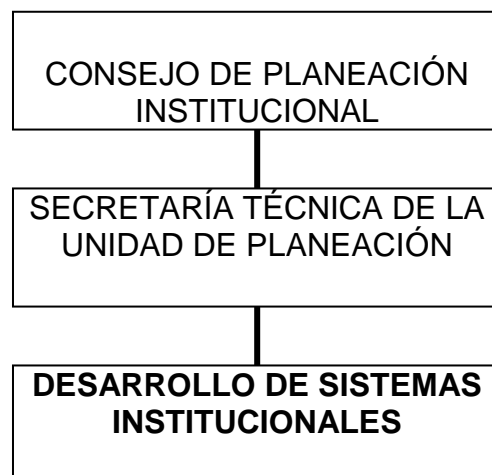 CONSEJO DE PLANEACIÓN
INSTITUCIONAL
SECRETARÍA TÉCNICA DE LA
UNIDAD DE PLANEACIÓN
DESARROLLO DE SISTEMAS
INSTITUCIONALES